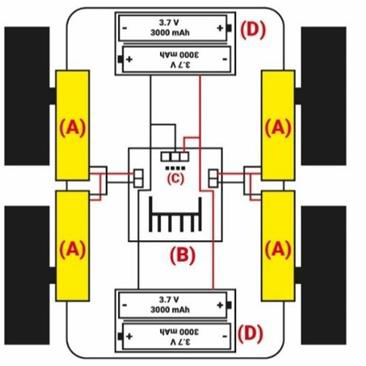 - 3.7 V +
3000 mAh
(D)
+ 3.7 V -
3000 mAh
(A)
(A)
(C)
(A)
(A)
(B)
- 3.7 V +
3000 mAh
(D)
+ 3.7 V -
3000 mAh